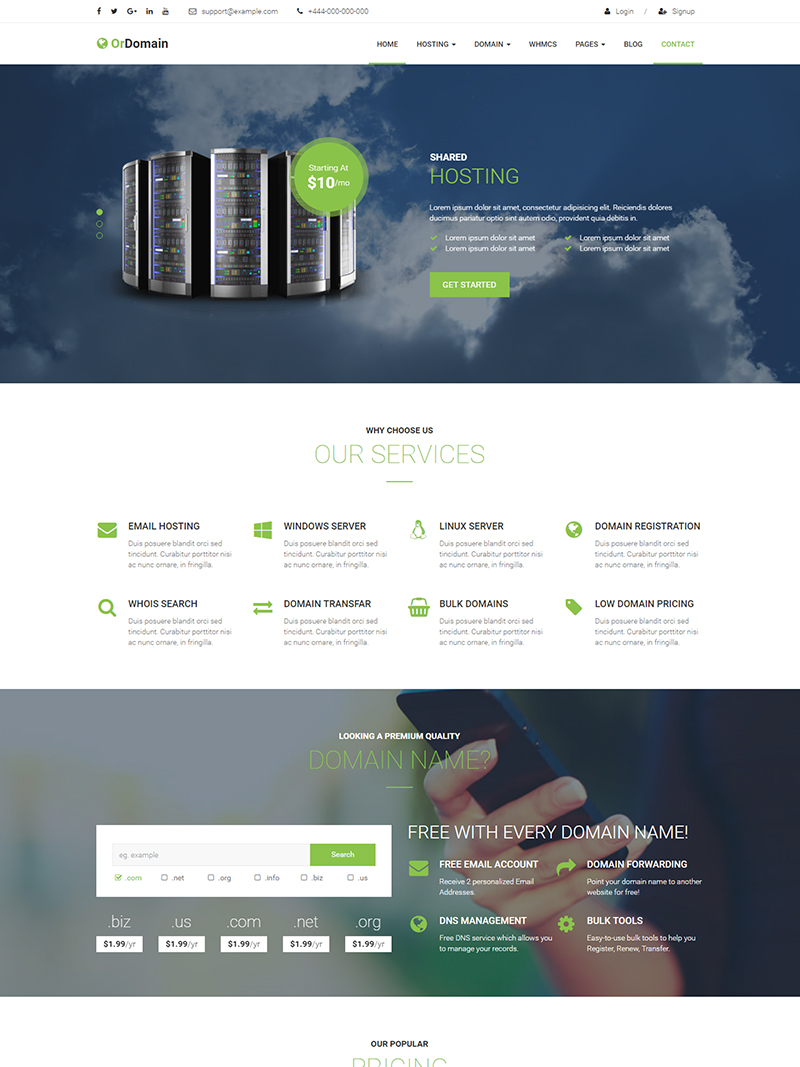 support@example.com
+444-000-000-000
Login / Signup
OrDomain
HOME HOSTING DOMAIN WHMCS PAGES BLOG CONTACT
Starting At
$10/mo
SHARED
HOSTING
Lorem ipsum dolor sit amet, consectetur adipisicing elit. Reiciendis dolores
ducimus pariatur optio sint autem odio, provident quia debitis in.
Lorem ipsum dolor sit amet Lorem ipsum dolor sit amet
Lorem ipsum dolor sit amet Lorem ipsum dolor sit amet
GET STARTED
WHY CHOOSE US
OUR SERVICES
EMAIL HOSTING
Duis posuere blandit orci sed
tincidunt. Curabitur porttitor nisi
ac nunc ornare, in fringilla.
WINDOWS SERVER
Duis posuere blandit orci sed
tincidunt. Curabitur porttitor nisi
ac nunc ornare, in fringilla.
LINUX SERVER
Duis posuere blandit orci sed
tincidunt. Curabitur porttitor nisi
ac nunc ornare, in fringilla.
DOMAIN REGISTRATION
Duis posuere blandit orci sed
tincidunt. Curabitur porttitor nisi
ac nunc ornare, in fringilla.
WHOIS SEARCH
Duis posuere blandit orci sed
tincidunt. Curabitur porttitor nisi
ac nunc ornare, in fringilla.
DOMAIN TRANSFAR
Duis posuere blandit orci sed
tincidunt. Curabitur porttitor nisi
ac nunc ornare, in fringilla.
BULK DOMAINS
Duis posuere blandit orci sed
tincidunt. Curabitur porttitor nisi
ac nunc ornare, in fringilla.
LOW DOMAIN PRICING
Duis posuere blandit orci sed
tincidunt. Curabitur porttitor nisi
ac nunc ornare, in fringilla.
LOOKING A PREMIUM QUALITY
DOMAIN NAME?
eg. example Search
.com .net .org .info .biz .us
.biz .us .com .net .org
$1.99/yr $1.99/yr $1.99/yr $1.99/yr $1.99/yr
FREE WITH EVERY DOMAIN NAME!
FREE EMAIL ACCOUNT
Receive 2 personalized Email
Addresses.
DOMAIN FORWARDING
Point your domain name to another
website for free!
DNS MANAGEMENT
Free DNS service which allows you
to manage your records.
BULK TOOLS
Easy-to-use bulk tools to help you
Register, Renew, Transfer.
OUR POPULAR
PRICING